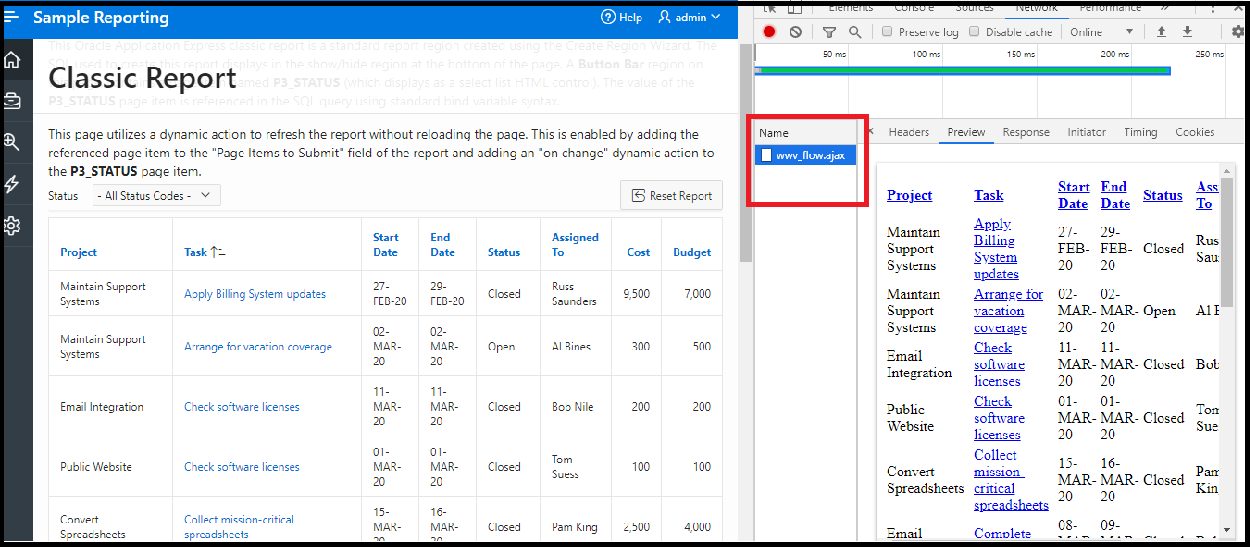 Sample Reporting
Help
admin
This Oracle Application Express classic report is a standard report region created using the Create Region Wizard. The
SQL used to create this report displays in the show/hide region at the bottom of the page. A Button Bar region on
Classic Report
named P3_STATUS (which displays as a select list HTML control). The value of the
P3_STATUS page item is referenced in the SQL query using standard bind variable syntax.
This page utilizes a dynamic action to refresh the report without reloading the page. This is enabled by adding the
referenced page item to the "Page Items to Submit" field of the report and adding an "on change" dynamic action to
the P3_STATUS page item.
Status
- All Status Codes -
Reset Report
Project Task Start Date End Date Status Assigned To Cost Budget
Maintain Support Systems Apply Billing System updates 27-FEB-20 29-FEB-20 Closed Russ Saunders 9,500 7,000
Maintain Support Systems Arrange for vacation coverage 02-MAR-20 02-MAR-20 Open Al Bines 300 500
Email Integration Check software licenses 11-MAR-20 11-MAR-20 Closed Bob Nile 200 200
Public Website Check software licenses 01-MAR-20 01-MAR-20 Closed Tom Suess 100 100
Convert Spreadsheets Collect mission-critical spreadsheets 15-MAR-20 16-MAR-20 Closed Pam King 2,500 4,000
Elements Console Sources Network Performance
Preserve log
Disable cache
Online
50 ms 100 ms 150 ms 200 ms 250 ms
Name
wwv_flow.ajax
Headers Preview Response Initiator Timing Cookies
Project Task Start Date End Date Status Ass To
Maintain Support Systems Apply Billing System updates 27-FEB-20 29-FEB-20 Closed Russ Sau
Maintain Support Systems Arrange for vacation coverage 02-MAR-20 02-MAR-20 Open Al B
Email Integration Check software licenses 11-MAR-20 11-MAR-20 Closed Bob
Public Website Check software licenses 01-MAR-20 01-MAR-20 Closed Tom Sue
Convert Spreadsheets Collect mission-critical spreadsheets 15-MAR-20 16-MAR-20 Closed Pam King
Email Complete 08- 09-